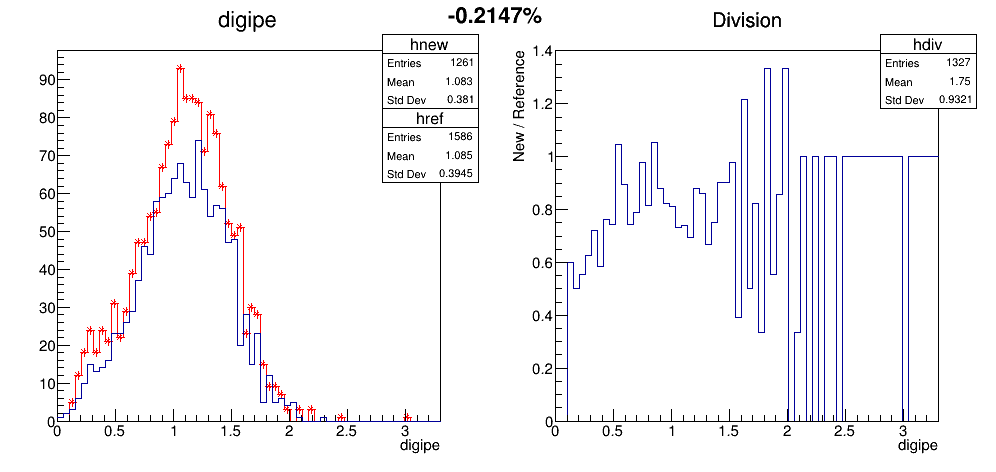 -0.2147%
digipe
hnew
Entries 1261
Mean 1.083
Std Dev 0.381
href
Entries 1586
Mean 1.085
Std Dev 0.3945
90
80
70
60
50
40
30
20
10
0
0 0.5 1 1.5 2 2.5 3
digipe
Division
hdiv
Entries 1327
Mean 1.75
Std Dev 0.9321
New / Reference
1.4
1.2
1
0.8
0.6
0.4
0.2
0
0 0.5 1 1.5 2 2.5 3
digipe